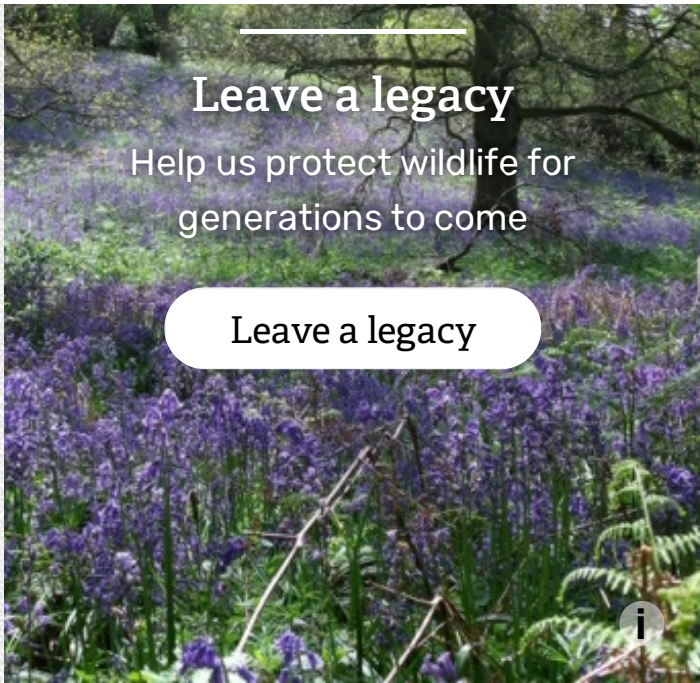 Leave a legacy
Help us protect wildlife for
generations to come
Leave a legacy
i